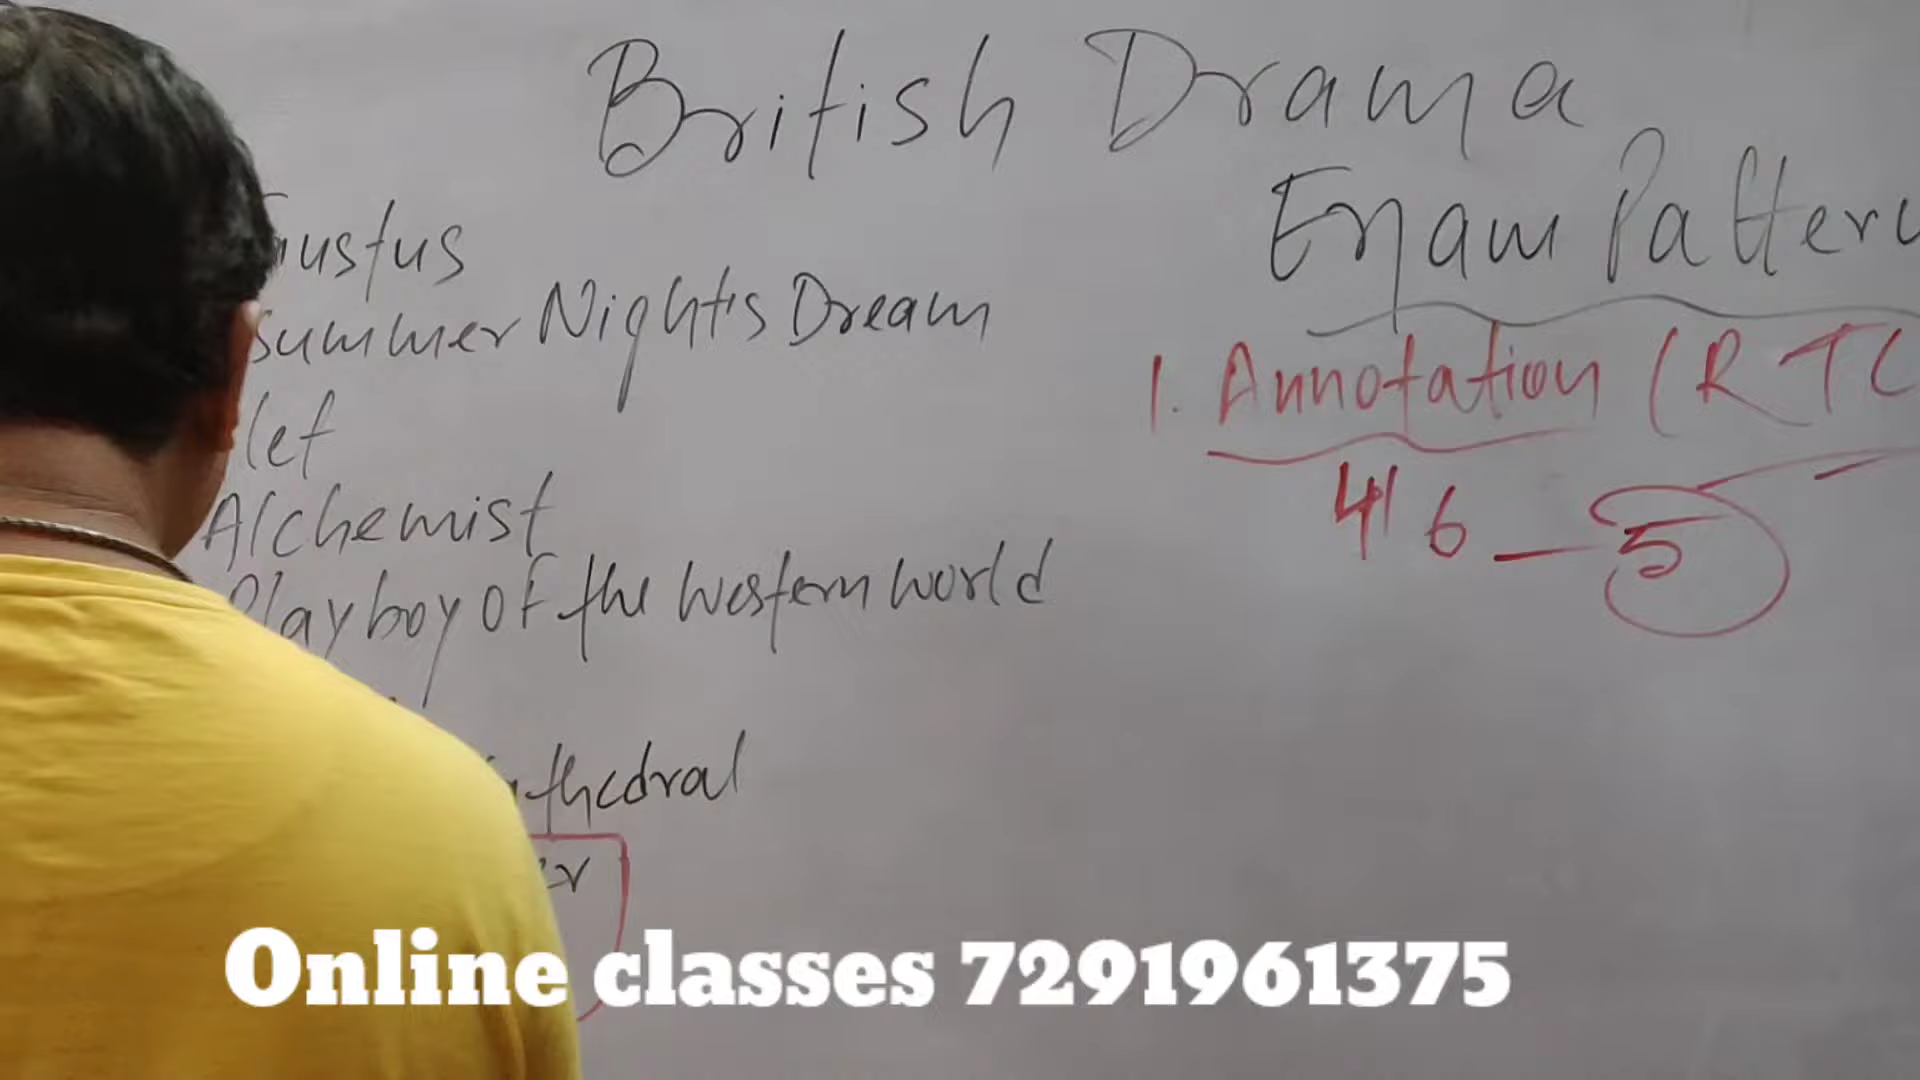 British Drama
Exam Pattern
ustus
summer Night's Dream
let
Alchemist
Playboy of the Western World
thedral
er
1. Annotation (RTC
4/6 — 5
Online classes 7291961375